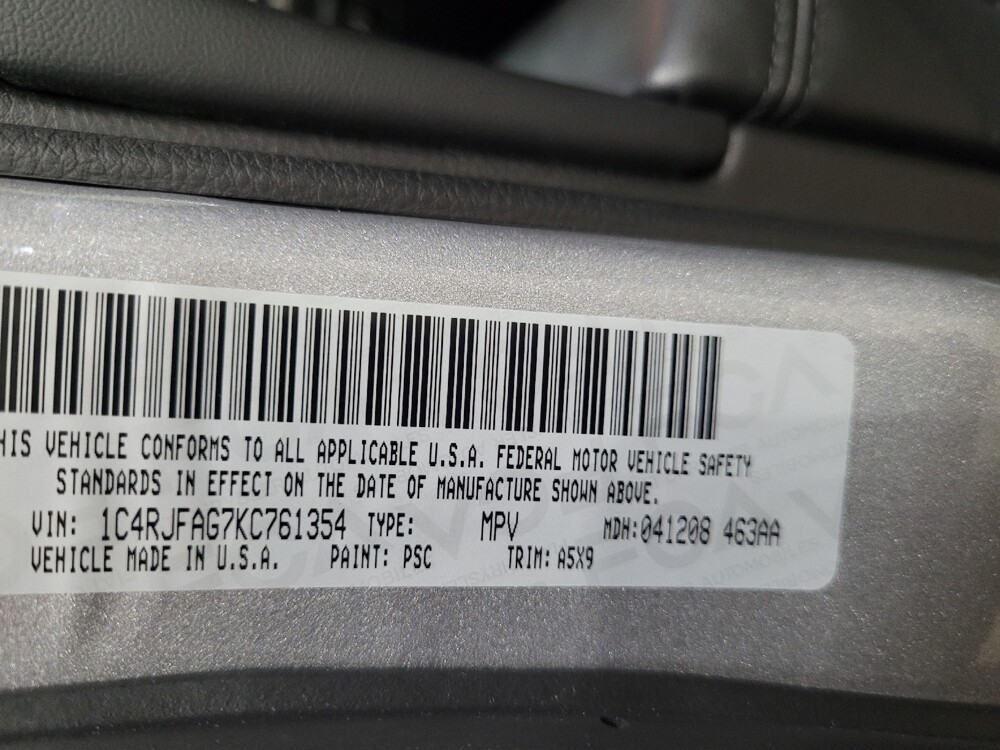 HIS VEHICLE CONFORMS TO ALL APPLICABLE U.S.A. FEDERAL MOTOR VEHICLE SAFETY
STANDARDS IN EFFECT ON THE DATE OF MANUFACTURE SHOWN ABOVE.
VIN: 1C4RJFAG7KC761354 TYPE: MPV MDH:041208 463AA
VEHICLE MADE IN U.S.A. PAINT: PSC TRIM: A5X9